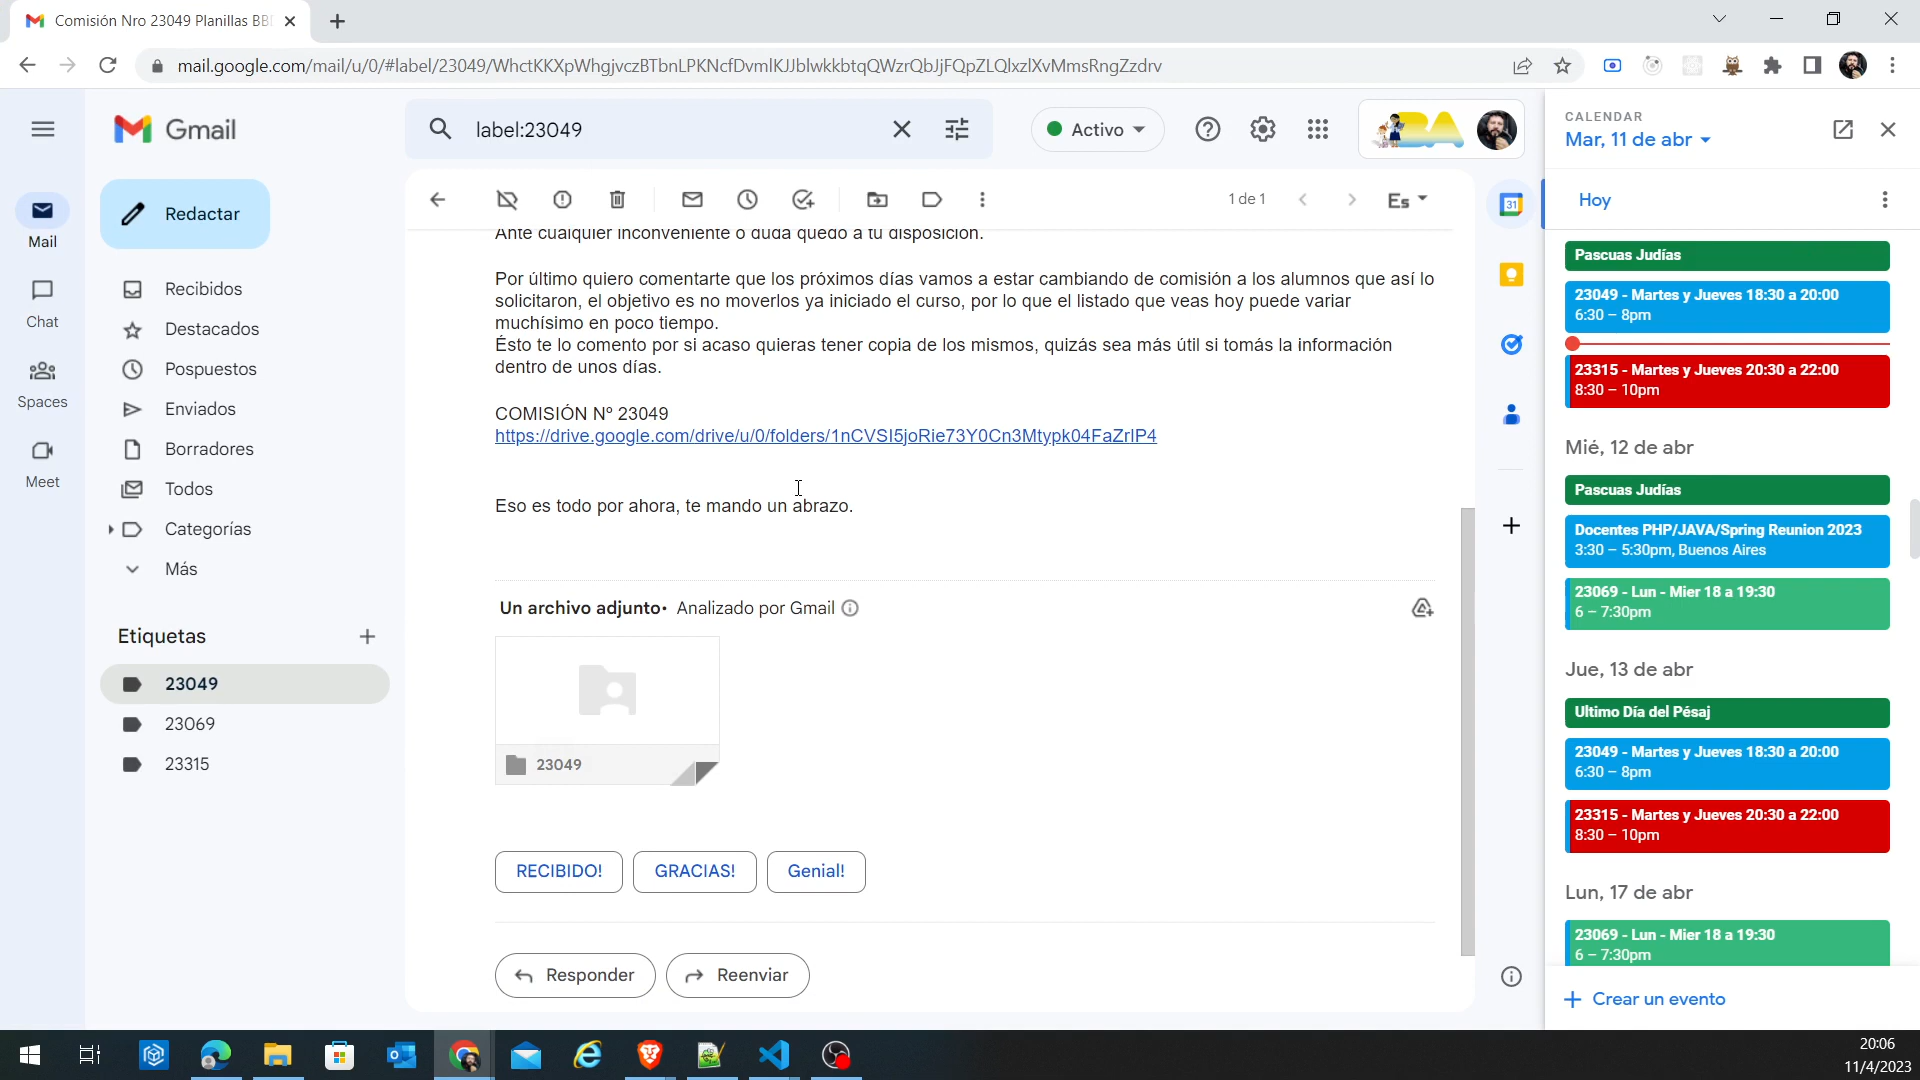 Comisión Nro 23049 Planillas BB
mail.google.com/mail/u/0/#label/23049/WhctKKXpWhgjvczBTbnLPKNcfDvmlKJJblwkkbtqQWzrQbJjFQpZLQlxzlXvMmsRngZzdrv
Gmail
label:23049
Activo
BA
CALENDAR
Mar, 11 de abr
Hoy
Mail
Chat
Spaces
Meet
Redactar
Recibidos
Destacados
Pospuestos
Enviados
Borradores
Todos
Categorías
Más
Etiquetas
23049
23069
23315
1 de 1
Es
Ante cualquier inconveniente o duda quedo a tu disposición.
Por último quiero comentarte que los próximos días vamos a estar cambiando de comisión a los alumnos que así lo
solicitaron, el objetivo es no moverlos ya iniciado el curso, por lo que el listado que veas hoy puede variar
muchísimo en poco tiempo.
Ésto te lo comento por si acaso quieras tener copia de los mismos, quizás sea más útil si tomás la información
dentro de unos días.
COMISIÓN Nº 23049
https://drive.google.com/drive/u/0/folders/1nCVSI5joRie73Y0Cn3Mtypk04FaZrIP4
Eso es todo por ahora, te mando un abrazo.
Un archivo adjunto • Analizado por Gmail
23049
RECIBIDO!
GRACIAS!
Genial!
Responder
Reenviar
31
Pascuas Judías
23049 - Martes y Jueves 18:30 a 20:00
6:30 – 8pm
23315 - Martes y Jueves 20:30 a 22:00
8:30 – 10pm
Mié, 12 de abr
Pascuas Judías
Docentes PHP/JAVA/Spring Reunion 2023
3:30 – 5:30pm, Buenos Aires
23069 - Lun - Mier 18 a 19:30
6 – 7:30pm
Jue, 13 de abr
Ultimo Día del Pésaj
23049 - Martes y Jueves 18:30 a 20:00
6:30 – 8pm
23315 - Martes y Jueves 20:30 a 22:00
8:30 – 10pm
Lun, 17 de abr
23069 - Lun - Mier 18 a 19:30
6 – 7:30pm
Crear un evento
20:06
11/4/2023